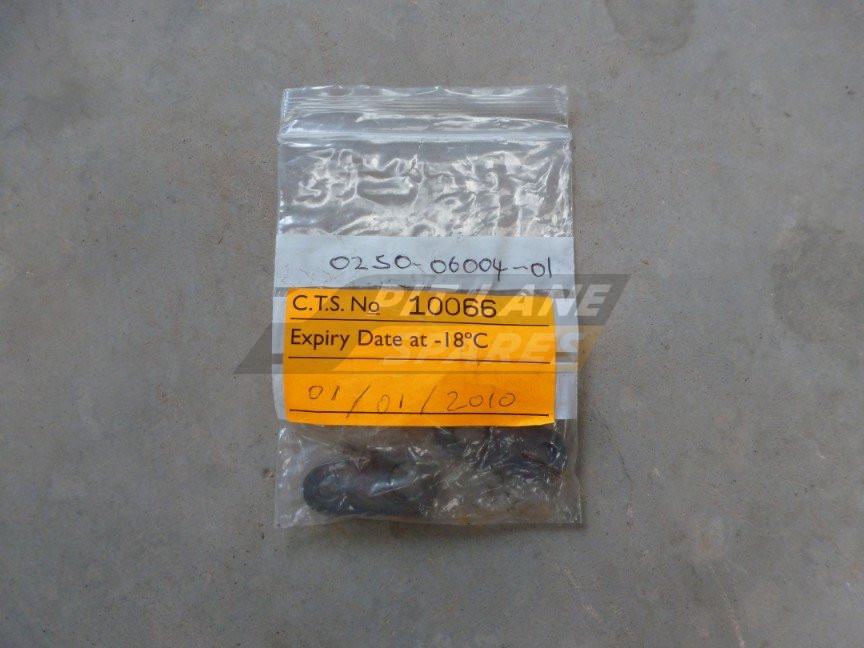 0250-06004-01
C.T.S. No 10066
Expiry Date at -18°C
01/01/2010
PIT LANE
SPARES